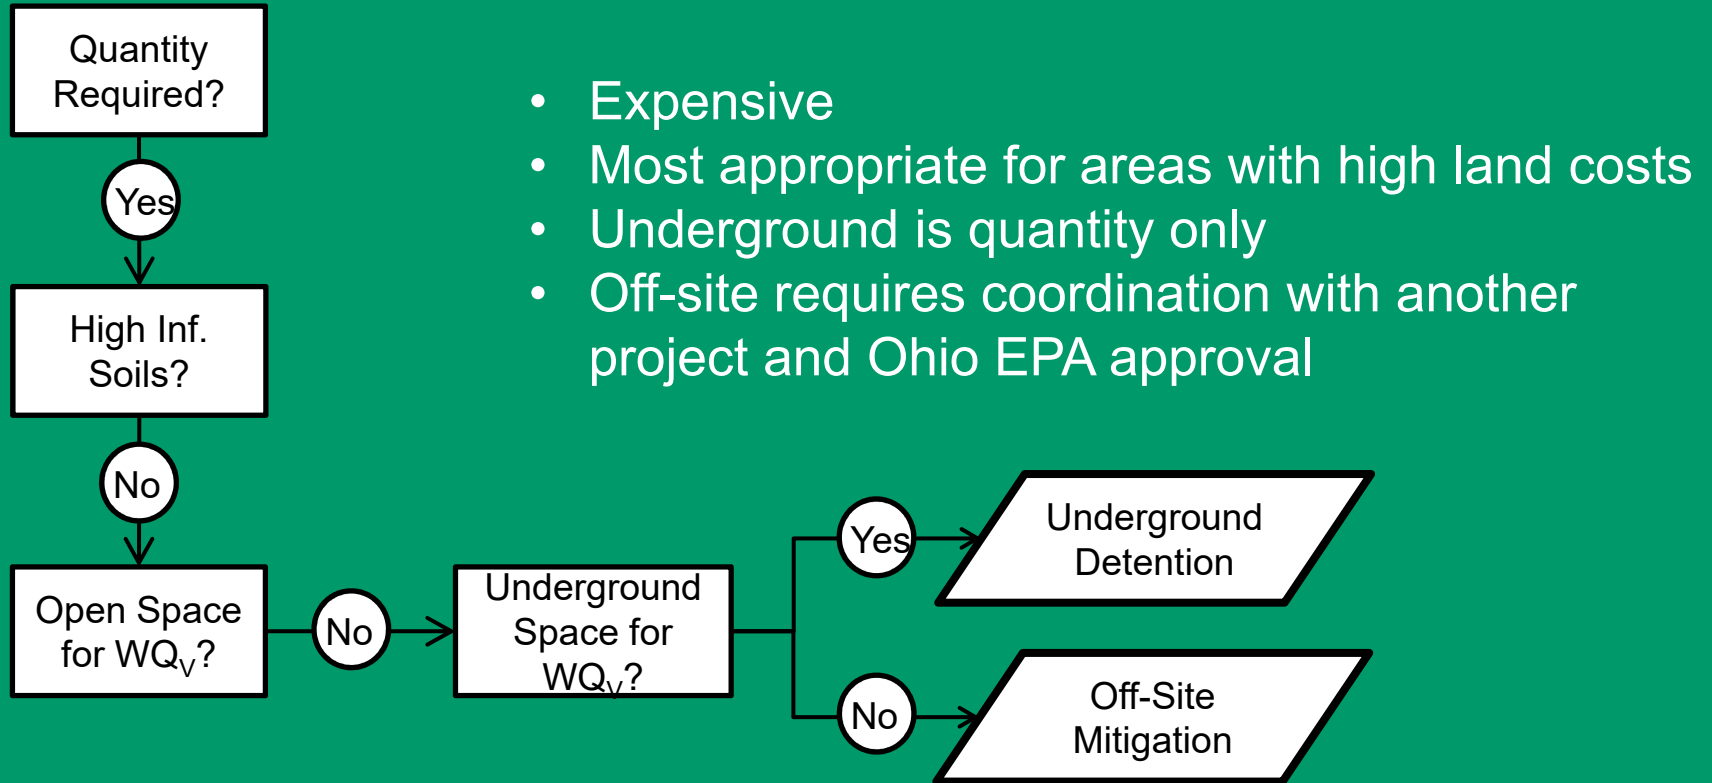 Quantity
Required?
Yes
High Inf.
Soils?
No
Open Space
for WQV?
No
Underground
Space for
WQV?
Yes
Underground
Detention
No
Off-Site
Mitigation
• Expensive
• Most appropriate for areas with high land costs
• Underground is quantity only
• Off-site requires coordination with another
project and Ohio EPA approval